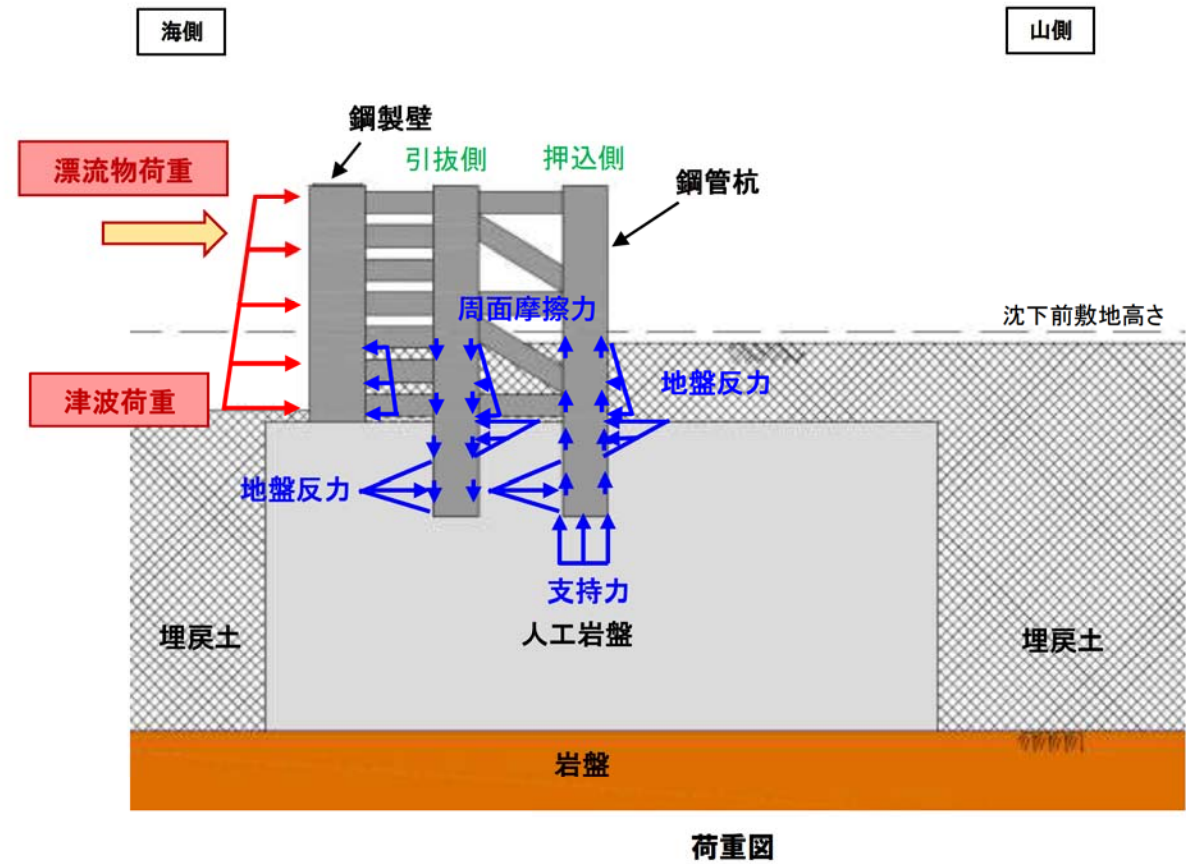 海側
山側
鋼製壁
漂流物荷重
引抜側
押込側
鋼管杭
周面摩擦力
沈下前敷地高さ
津波荷重
地盤反力
地盤反力
支持力
埋戻土
人工岩盤
埋戻土
岩盤
荷重図